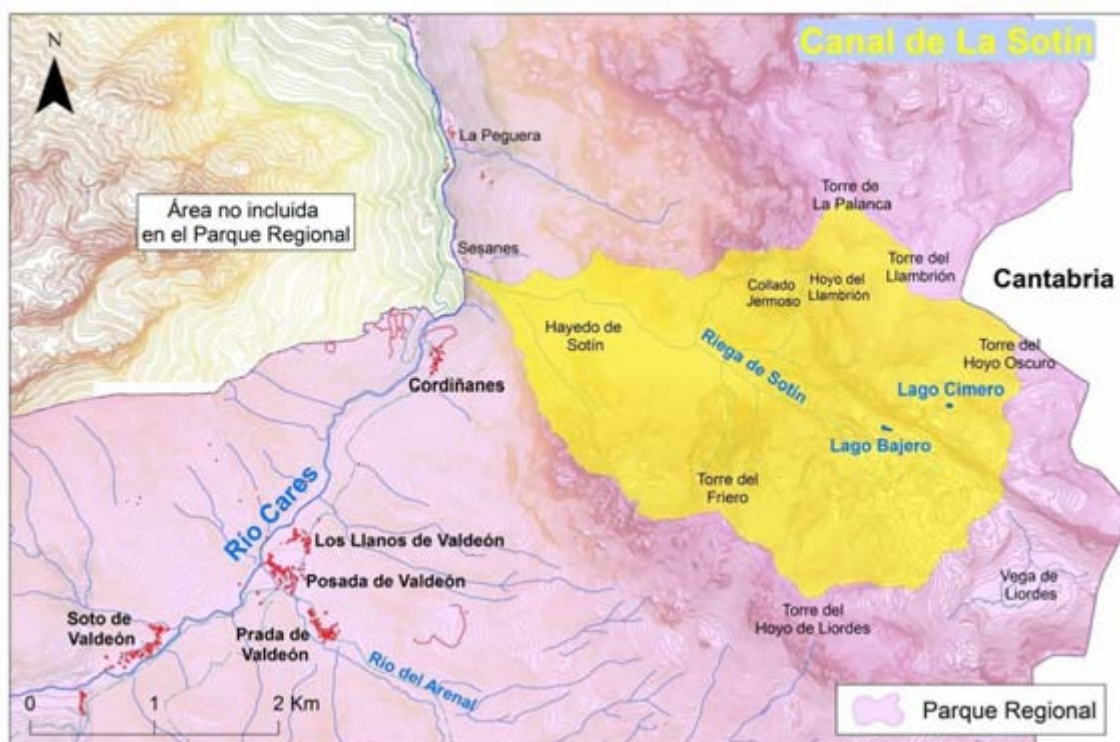 Canal de La Sotín
N
La Peguera
Área no incluida
en el Parque Regional
Torre de
La Palanca
Sesanes
Torre del
Llambrión
Collado
Jermoso
Hoyo del
Llambrión
Cantabria
Hayedo de
Sotín
Riega de Sotín
Torre del
Hoyo Oscuro
Cordiñanes
Lago Cimero
Lago Bajero
Torre del
Friero
Río Cares
Los Llanos de Valdeón
Posada de Valdeón
Vega de
Liordes
Soto de
Valdeón
Prada de
Valdeón
Torre del
Hoyo de Liordes
Río del Arenal
0 1 2 Km
Parque Regional